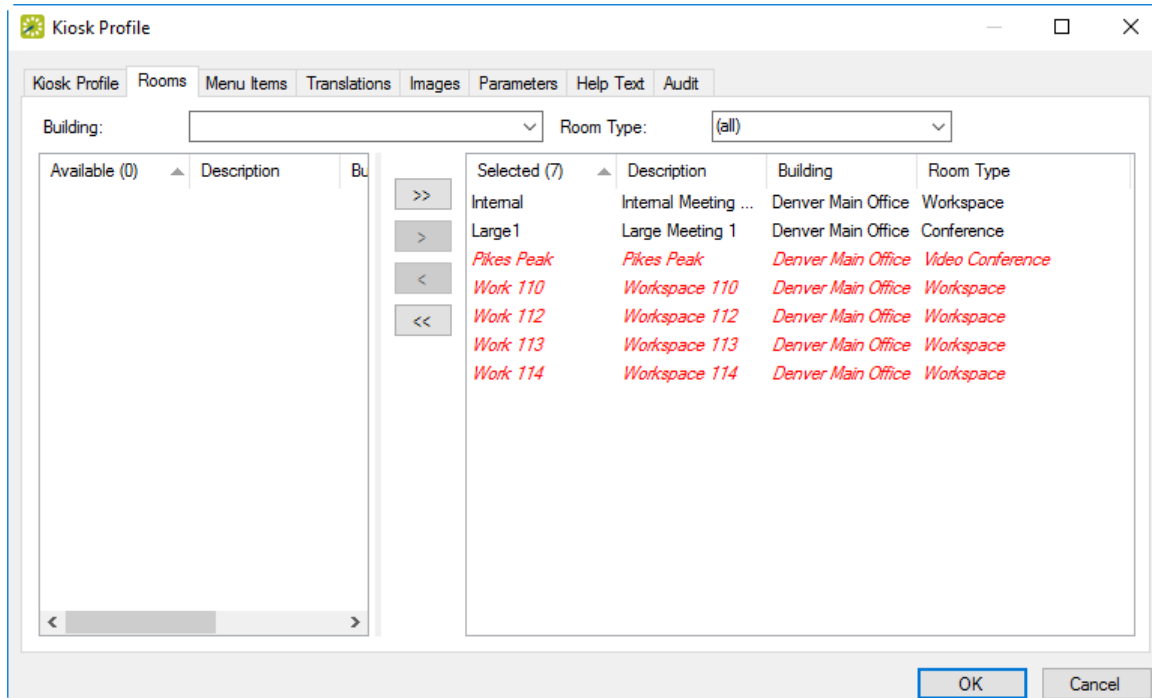 Kiosk Profile
Kiosk Profile Rooms Menu Items Translations Images Parameters Help Text Audit
Building: Room Type: (all)
Available (0) Description Bu >> Selected (7) Description Building Room Type
Internal Internal Meeting ... Denver Main Office Workspace
> Large1 Large Meeting 1 Denver Main Office Conference
Pikes Peak Pikes Peak Denver Main Office Video Conference
< Work 110 Workspace 110 Denver Main Office Workspace
<< Work 112 Workspace 112 Denver Main Office Workspace
Work 113 Workspace 113 Denver Main Office Workspace
Work 114 Workspace 114 Denver Main Office Workspace
OK Cancel